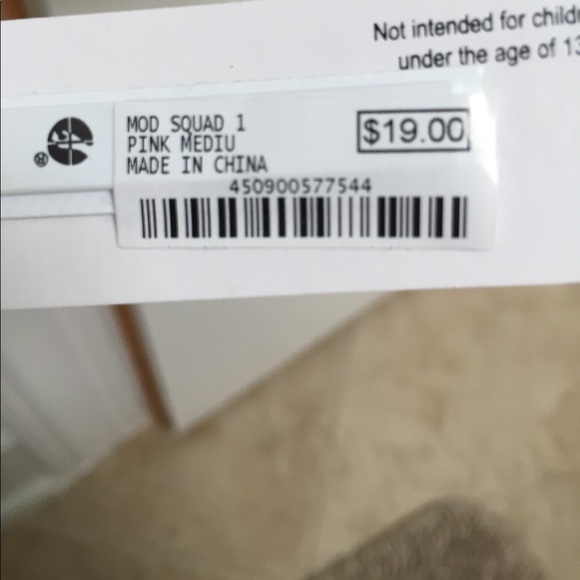 Not intended for
under the age of 13
MOD SQUAD 1
PINK MEDIU
MADE IN CHINA
$19.00
450900577544
®